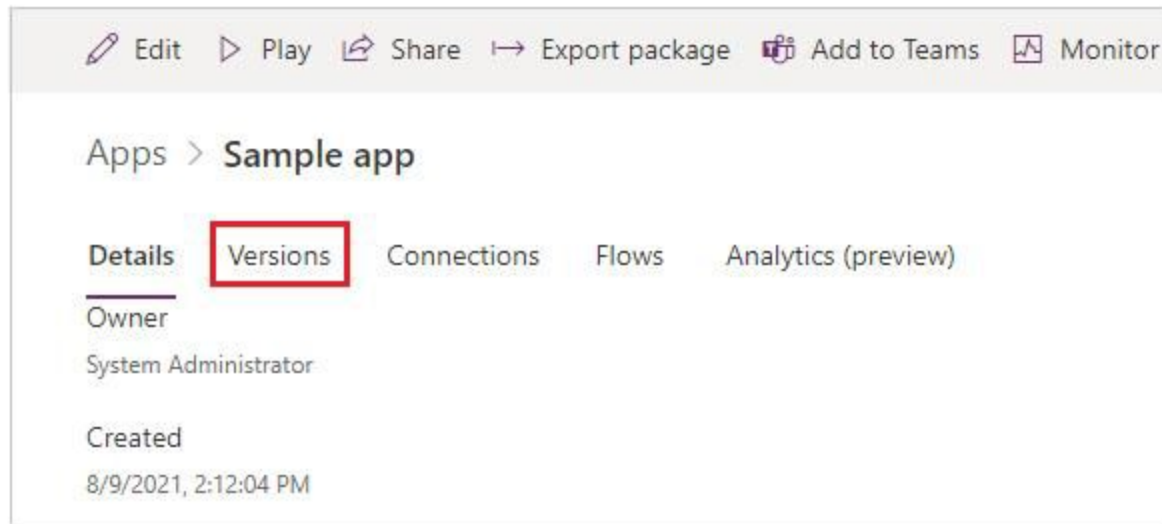 Edit Play Share Export package Add to Teams Monitor
Apps > Sample app
Details Versions Connections Flows Analytics (preview)
Owner
System Administrator
Created
8/9/2021, 2:12:04 PM